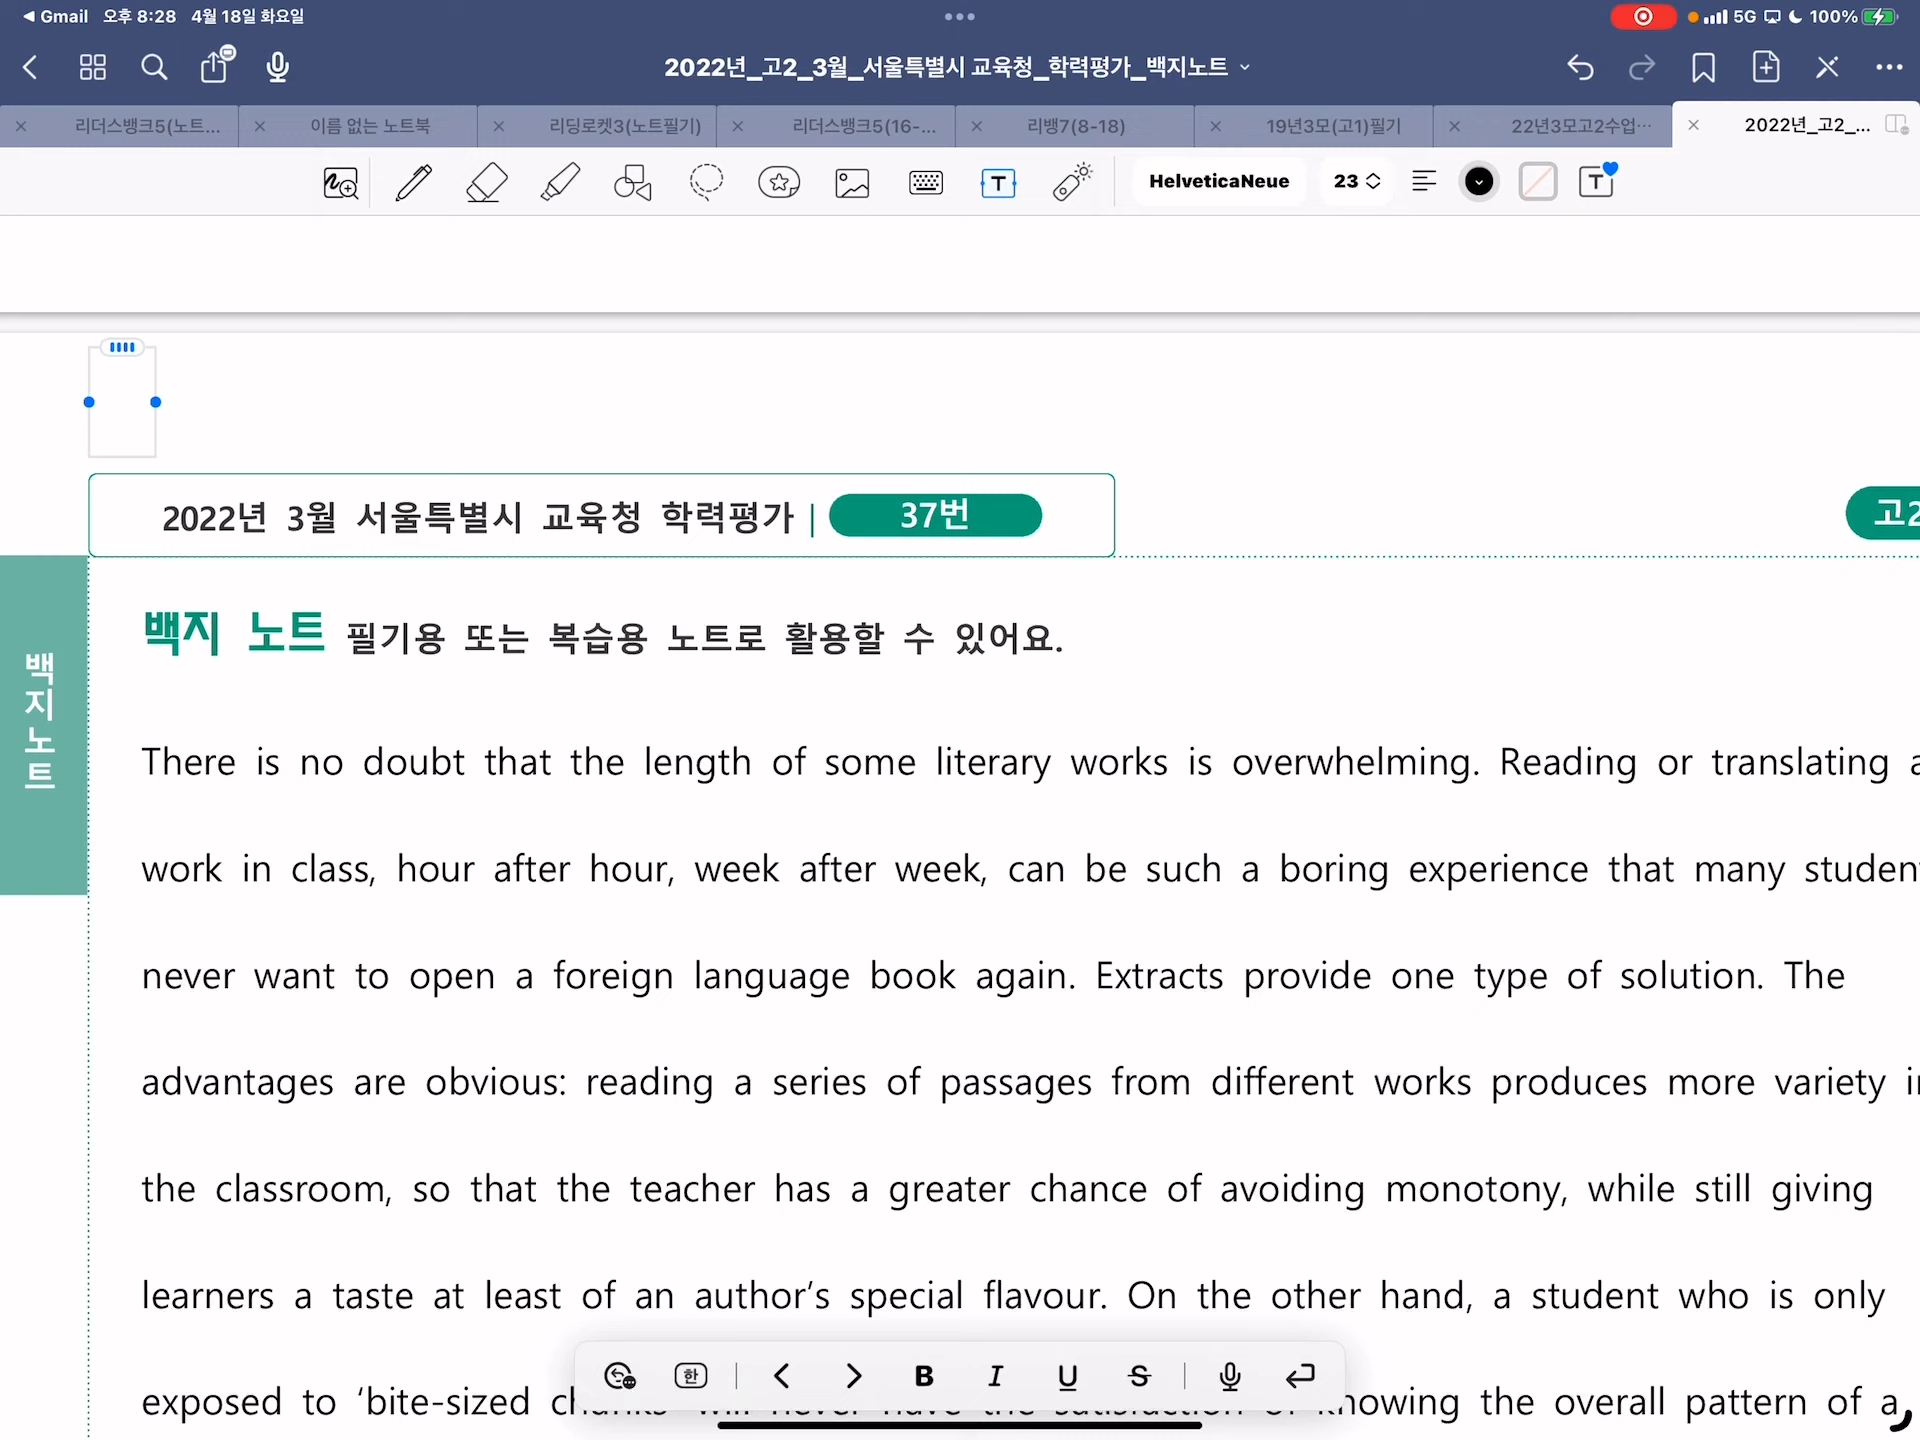 ◀ Gmail 오후 8:28 4월 18일 화요일
5G 100%
2022년_고2_3월_서울특별시 교육청_학력평가_백지노트
리더스뱅크5(노트...
이름 없는 노트북
리딩로켓3(노트필기)
리더스뱅크5(16-...
리뱅7(8-18)
19년3모(고1)필기
22년3모고2수업...
2022년_고2_...
T HelveticaNeue 23 T
2022년 3월 서울특별시 교육청 학력평가 | 37번
고2
백지노트
백지 노트 필기용 또는 복습용 노트로 활용할 수 있어요.
There is no doubt that the length of some literary works is overwhelming. Reading or translating a
work in class, hour after hour, week after week, can be such a boring experience that many studen
never want to open a foreign language book again. Extracts provide one type of solution. The
advantages are obvious: reading a series of passages from different works produces more variety in
the classroom, so that the teacher has a greater chance of avoiding monotony, while still giving
learners a taste at least of an author’s special flavour. On the other hand, a student who is only
exposed to ‘bite-sized chunks’ will never have the satisfaction of knowing the overall pattern of a
한 B I U S